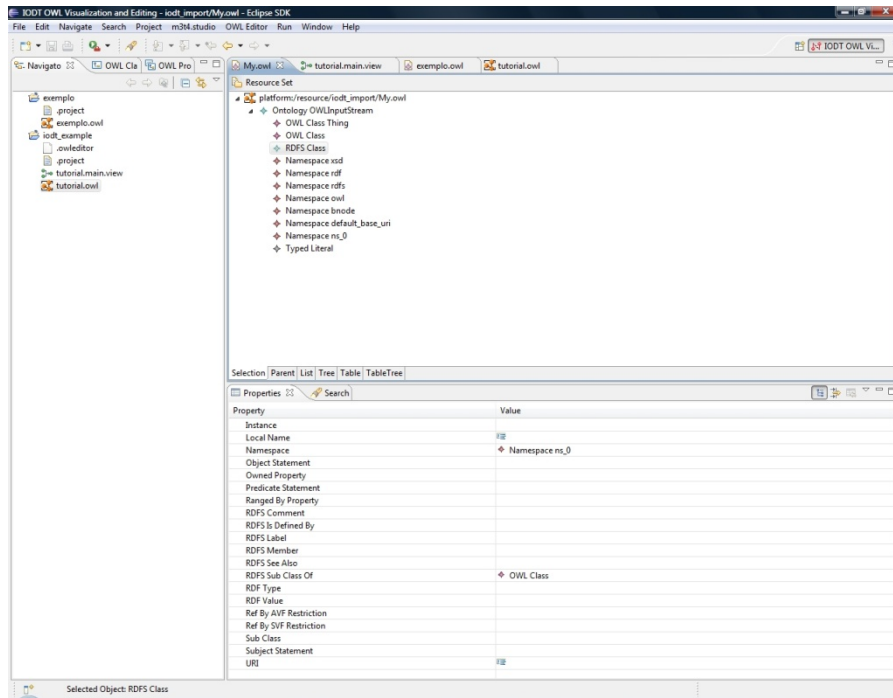 IODT OWL Visualization and Editing - iodt_import/My.owl - Eclipse SDK
File Edit Navigate Search Project m3t4.studio OWL Editor Run Window Help
IODT OWL Vi...
Navigato OWL Cla OWL Pro
My.owl tutorial.main.view exemplo.owl tutorial.owl
Resource Set
exemplo
.project
exemplo.owl
iodt_example
.owleditor
.project
tutorial.main.view
tutorial.owl
platform:/resource/iodt_import/My.owl
Ontology OWLInputStream
OWL Class Thing
OWL Class
RDFS Class
Namespace xsd
Namespace rdf
Namespace rdfs
Namespace owl
Namespace bnode
Namespace default_base_uri
Namespace ns_0
Typed Literal
Selection Parent List Tree Table TableTree
Properties Search
Property Value
Instance
Local Name
Namespace Namespace ns_0
Object Statement
Owned Property
Predicate Statement
Ranged By Property
RDFS Comment
RDFS Is Defined By
RDFS Label
RDFS Member
RDFS See Also
RDFS Sub Class Of OWL Class
RDF Type
RDF Value
Ref By AVF Restriction
Ref By SVF Restriction
Sub Class
Subject Statement
URI
Selected Object: RDFS Class